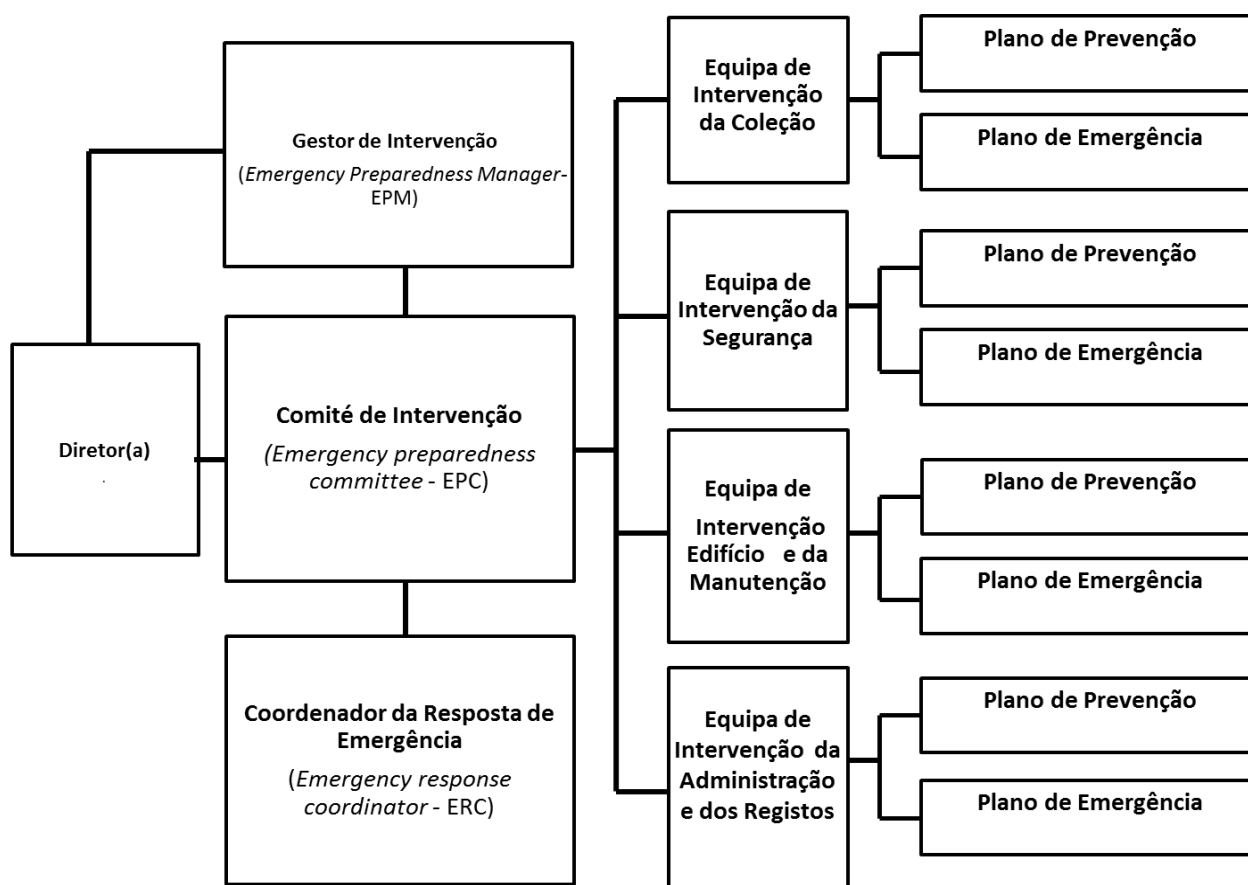 Diretor(a)
.
Gestor de Intervenção
(Emergency Preparedness Manager-
EPM)
Comité de Intervenção
(Emergency preparedness
committee - EPC)
Coordenador da Resposta de
Emergência
(Emergency response
coordinator - ERC)
Equipa de
Intervenção
da Coleção
Plano de Prevenção
Plano de Emergência
Equipa de
Intervenção da
Segurança
Plano de Prevenção
Plano de Emergência
Equipa de
Intervenção
Edifício e da
Manutenção
Plano de Prevenção
Plano de Emergência
Equipa de
Intervenção da
Administração
e dos Registos
Plano de Prevenção
Plano de Emergência